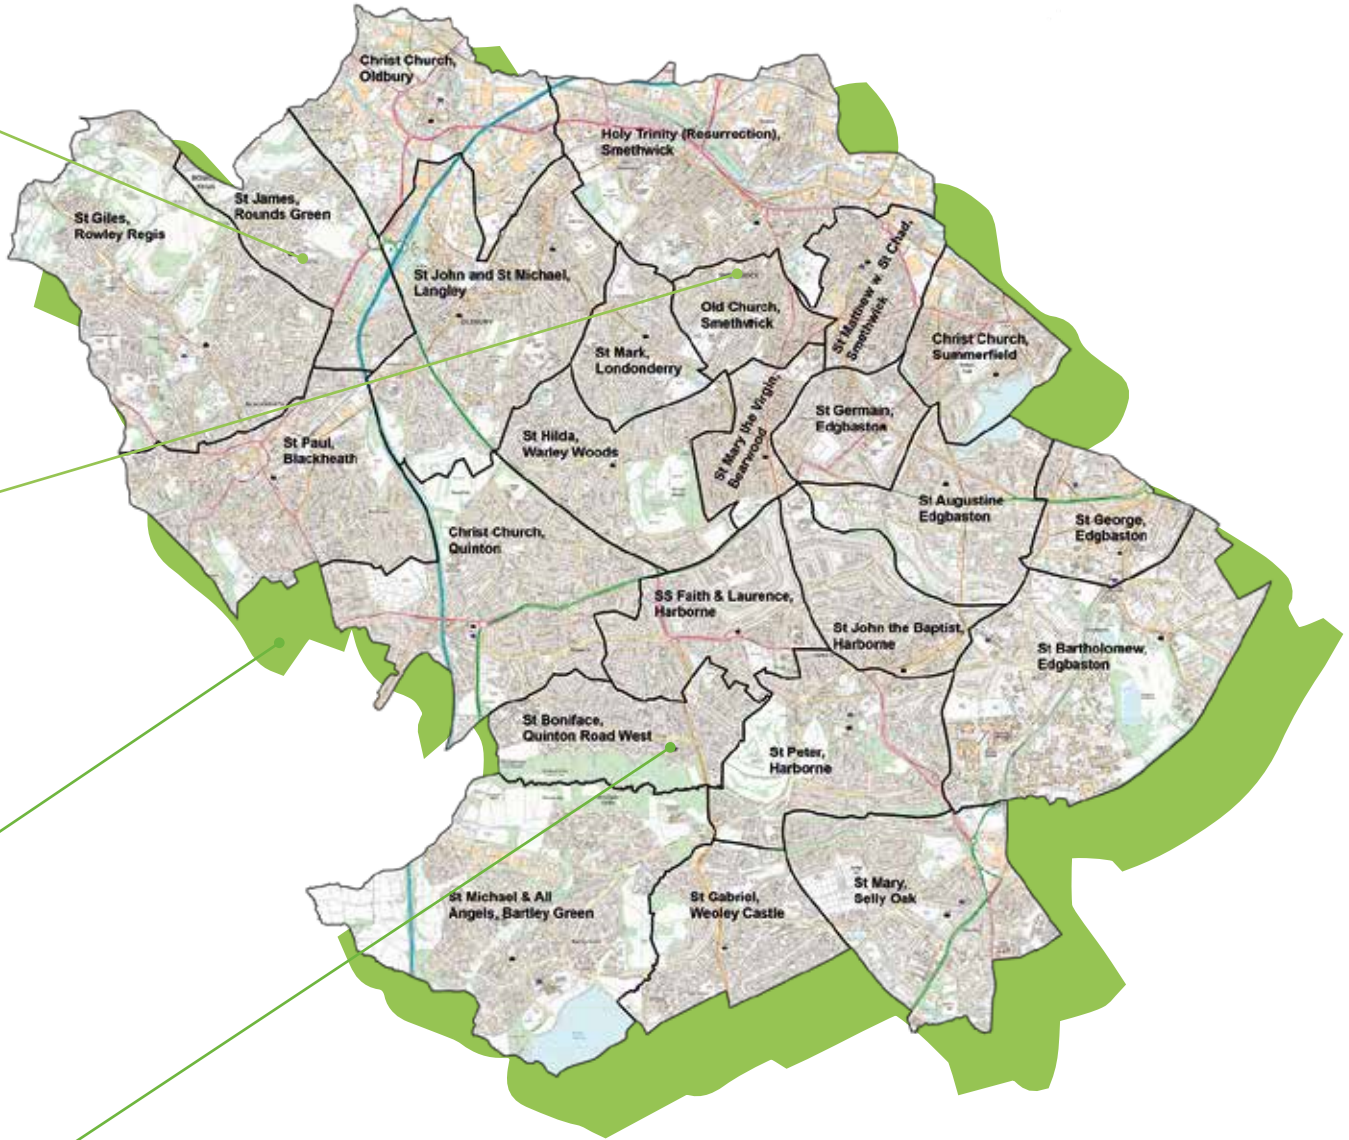 Christ Church,
Oldbury
Holy Trinity (Resurrection),
Smethwick
St James,
Rounds Green
St Giles,
Rowley Regis
St John and St Michael,
Langley
Old Church,
Smethwick
St Matthew w. St Chad,
Smethwick
Christ Church,
Summerfield
St Mark,
Londonderry
St Mary the Virgin,
Bearwood
St Germain,
Edgbaston
St Hilda,
Warley Woods
St Paul,
Blackheath
St Augustine
Edgbaston
St George,
Edgbaston
Christ Church,
Quinton
SS Faith & Laurence,
Harborne
St John the Baptist,
Harborne
St Bartholomew,
Edgbaston
St Boniface,
Quinton Road West
St Peter,
Harborne
St Michael & All
Angels, Bartley Green
St Gabriel,
Weoley Castle
St Mary,
Selly Oak